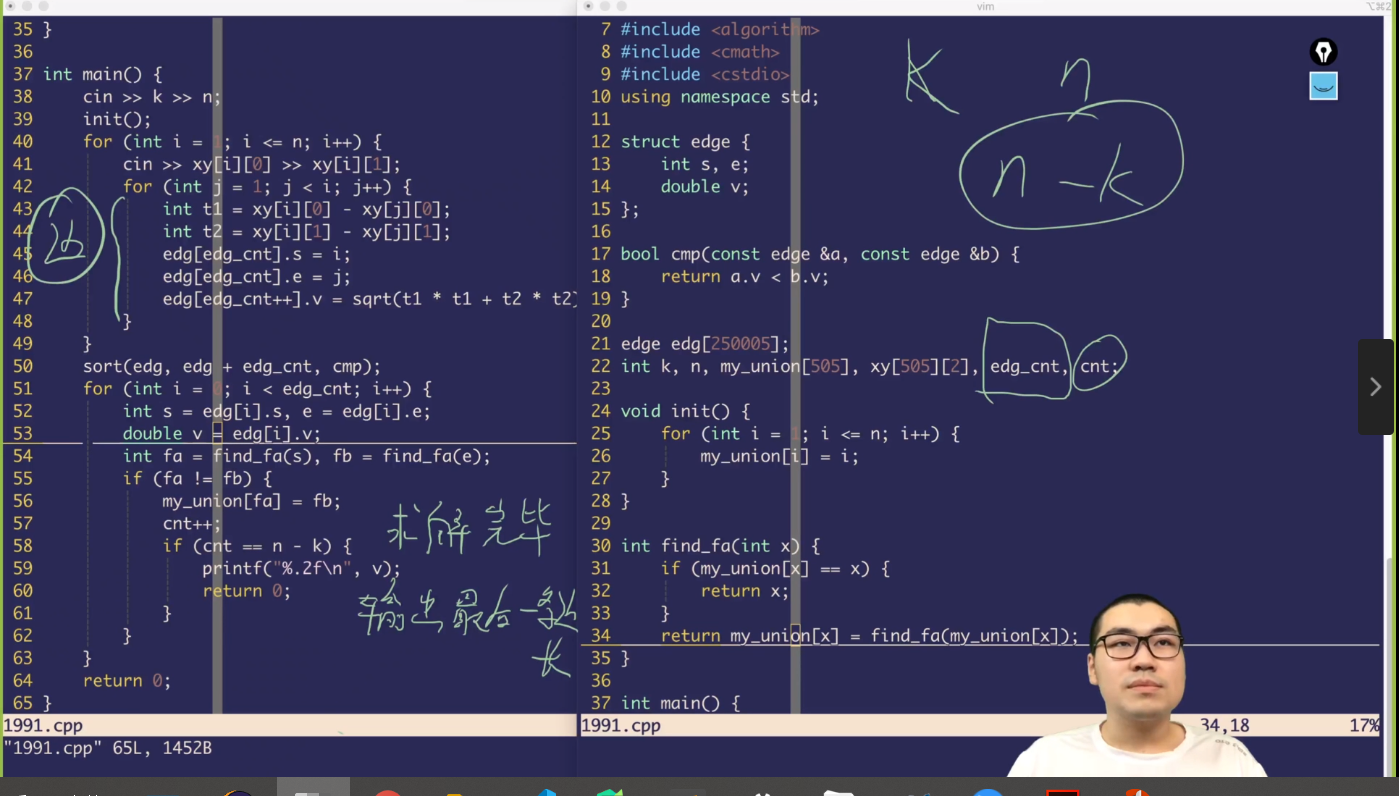 vim
⌥⌘2
35 }
36
37 int main() {
38     cin >> k >> n;
39     init();
40     for (int i = 1; i <= n; i++) {
41         cin >> xy[i][0] >> xy[i][1];
42         for (int j = 1; j < i; j++) {
43             int t1 = xy[i][0] - xy[j][0];
44             int t2 = xy[i][1] - xy[j][1];
45             edg[edg_cnt].s = i;
46             edg[edg_cnt].e = j;
47             edg[edg_cnt++].v = sqrt(t1 * t1 + t2 * t2)
48         }
49     }
50     sort(edg, edg + edg_cnt, cmp);
51     for (int i = 0; i < edg_cnt; i++) {
52         int s = edg[i].s, e = edg[i].e;
53         double v = edg[i].v;
54         int fa = find_fa(s), fb = find_fa(e);
55         if (fa != fb) {
56             my_union[fa] = fb;
57             cnt++;
58             if (cnt == n - k) {
59                 printf("%.2f\n", v);
60                 return 0;
61             }
62         }
63     }
64     return 0;
65 }
求解完毕
输出最后一条边
长
1991.cpp
"1991.cpp" 65L, 1452B
7 #include <algorithm>
8 #include <cmath>
9 #include <cstdio>
10 using namespace std;
11
12 struct edge {
13     int s, e;
14     double v;
15 };
16
17 bool cmp(const edge &a, const edge &b) {
18     return a.v < b.v;
19 }
20
21 edge edg[250005];
22 int k, n, my_union[505], xy[505][2], edg_cnt, cnt;
23
24 void init() {
25     for (int i = 1; i <= n; i++) {
26         my_union[i] = i;
27     }
28 }
29
30 int find_fa(int x) {
31     if (my_union[x] == x) {
32         return x;
33     }
34     return my_union[x] = find_fa(my_union[x]);
35 }
36
37 int main() {
K n
n-k
1991.cpp 34,18 17%